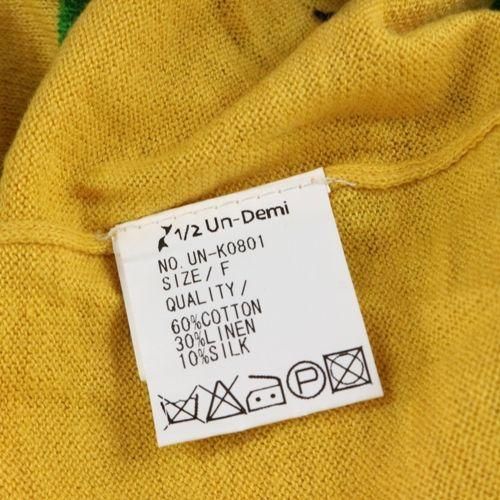 1/2 Un-Demi
NO. UN-K0801
SIZE/ F
QUALITY/
60%COTTON
30%LINEN
10%SILK
P